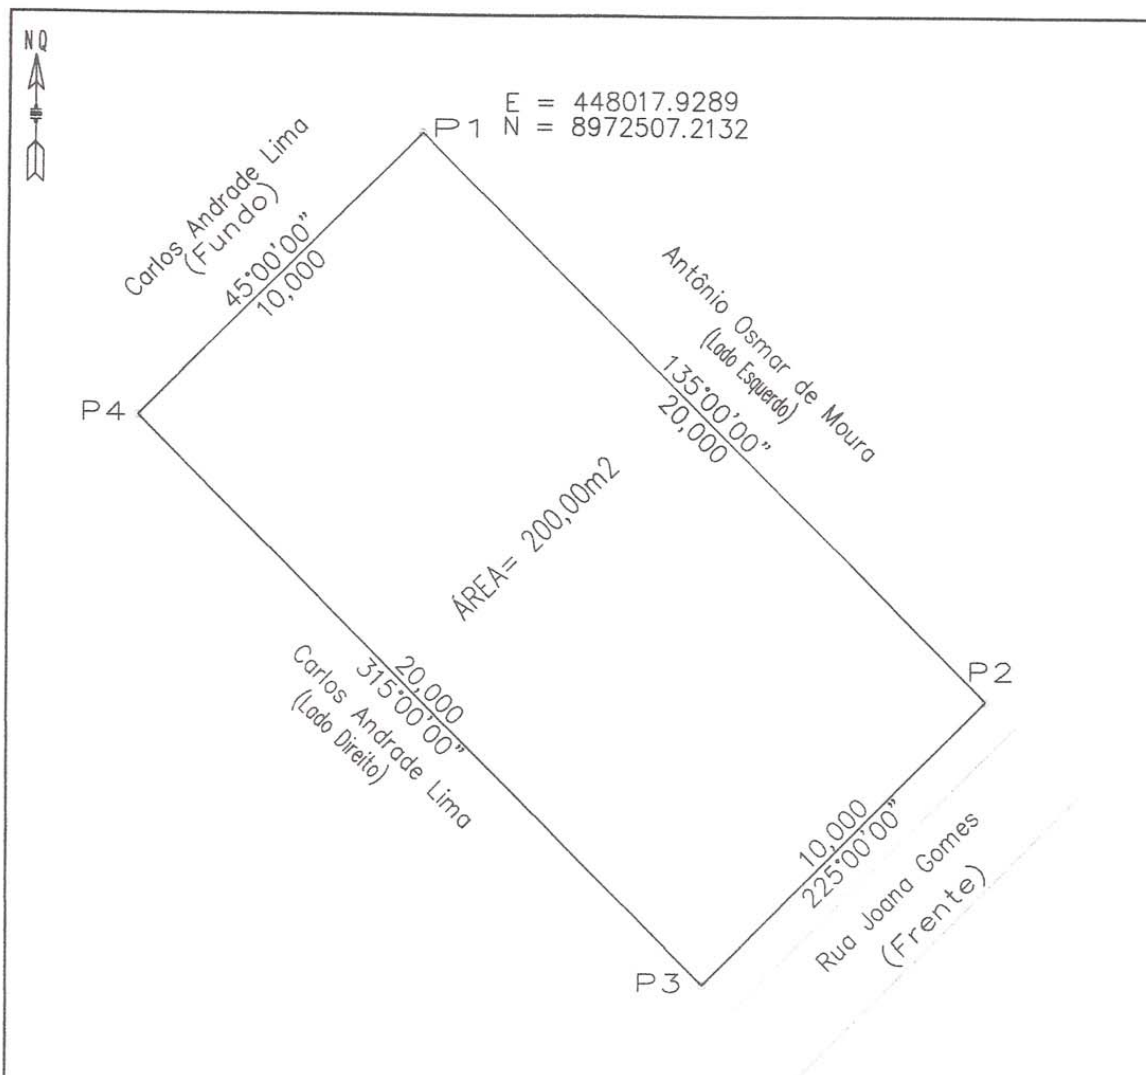 NQ
E = 448017.9289
P1 N = 8972507.2132
Carlos Andrade Lima
(Fundo)
45°00'00"
10,000
Antônio Osmar de Moura
(Lado Esquerdo)
135°00'00"
20,000
P4
ÁREA= 200,00m2
20,000
315°00'00"
Carlos Andrade Lima
(Lado Direito)
P2
10,000
225°00'00"
Rua Joana Gomes
(Frente)
P3